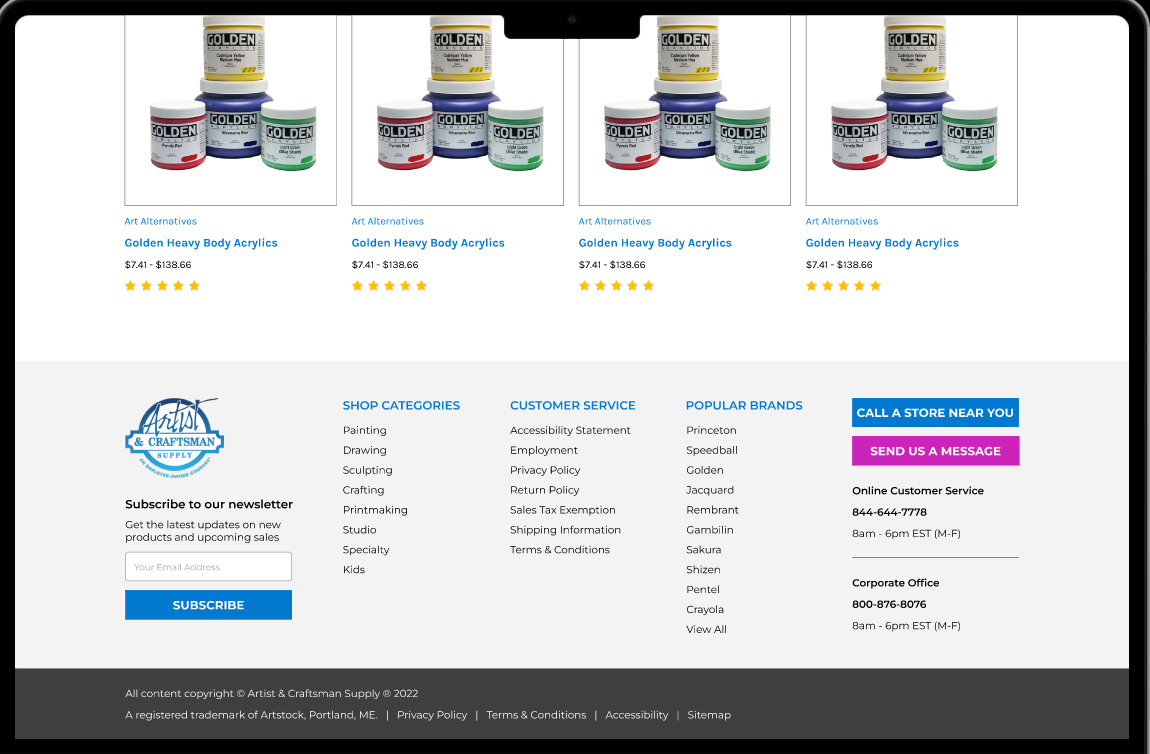 GOLDEN
ACRYLICS
Cadmium Yellow
Medium Hue
GOLDEN
ACRYLICS
Cadmium Yellow
Medium Hue
GOLDEN
ACRYLICS
Cadmium Yellow
Medium Hue
GOLDEN
ACRYLICS
Cadmium Yellow
Medium Hue
GOLDEN GOLDEN GOLDEN
Pyrrole Red
Ultramarine Blue
Light Green
(Blue Shade)
GOLDEN GOLDEN GOLDEN
Pyrrole Red
Ultramarine Blue
Light Green
(Blue Shade)
GOLDEN GOLDEN GOLDEN
Pyrrole Red
Ultramarine Blue
Light Green
(Blue Shade)
GOLDEN GOLDEN GOLDEN
Pyrrole Red
Ultramarine Blue
Light Green
(Blue Shade)
Art Alternatives
Golden Heavy Body Acrylics
$7.41 - $138.66
Art Alternatives
Golden Heavy Body Acrylics
$7.41 - $138.66
Art Alternatives
Golden Heavy Body Acrylics
$7.41 - $138.66
Art Alternatives
Golden Heavy Body Acrylics
$7.41 - $138.66
Artist
& CRAFTSMAN
SUPPLY
AN EMPLOYEE-OWNED COMPANY
Subscribe to our newsletter
Get the latest updates on new
products and upcoming sales
Your Email Address
SUBSCRIBE
SHOP CATEGORIES
Painting
Drawing
Sculpting
Crafting
Printmaking
Studio
Specialty
Kids
CUSTOMER SERVICE
Accessibility Statement
Employment
Privacy Policy
Return Policy
Sales Tax Exemption
Shipping Information
Terms & Conditions
POPULAR BRANDS
Princeton
Speedball
Golden
Jacquard
Rembrant
Gambilin
Sakura
Shizen
Pentel
Crayola
View All
CALL A STORE NEAR YOU
SEND US A MESSAGE
Online Customer Service
844-644-7778
8am - 6pm EST (M-F)
Corporate Office
800-876-8076
8am - 6pm EST (M-F)
All content copyright © Artist & Craftsman Supply ® 2022
A registered trademark of Artstock, Portland, ME. | Privacy Policy | Terms & Conditions | Accessibility | Sitemap